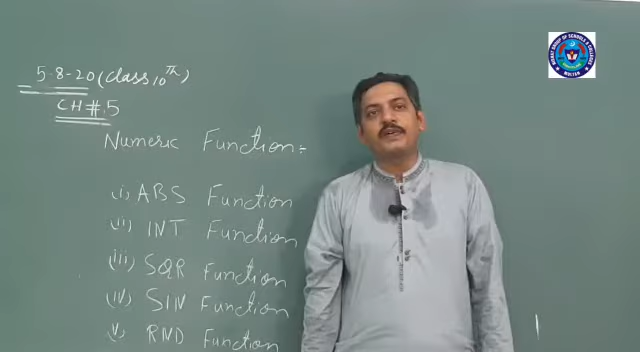 5-8-20 (class 10th)
CH#.5
Numeric Function:-
(i) ABS Function
(ii) INT Function
(iii) SQR Function
(iv) SIN Function
(v) RND Function
MULTAN